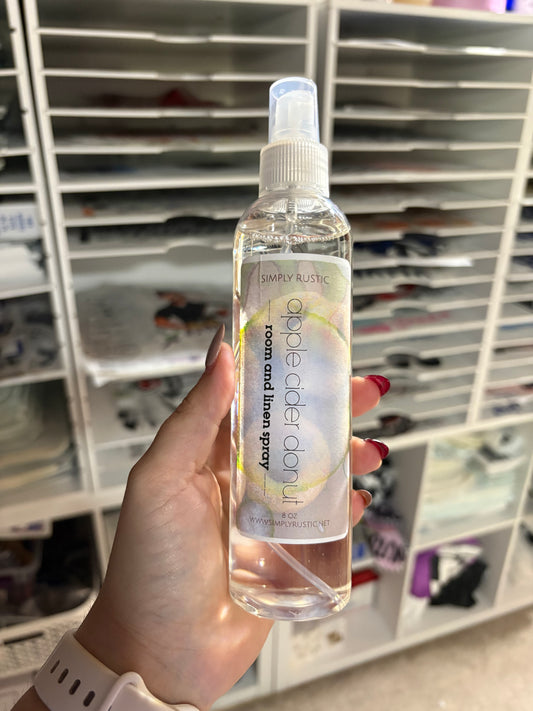 SIMPLY RUSTIC
apple cider donut
room and linen spray
8 OZ
WWW.SIMPLYRUSTIC.NET